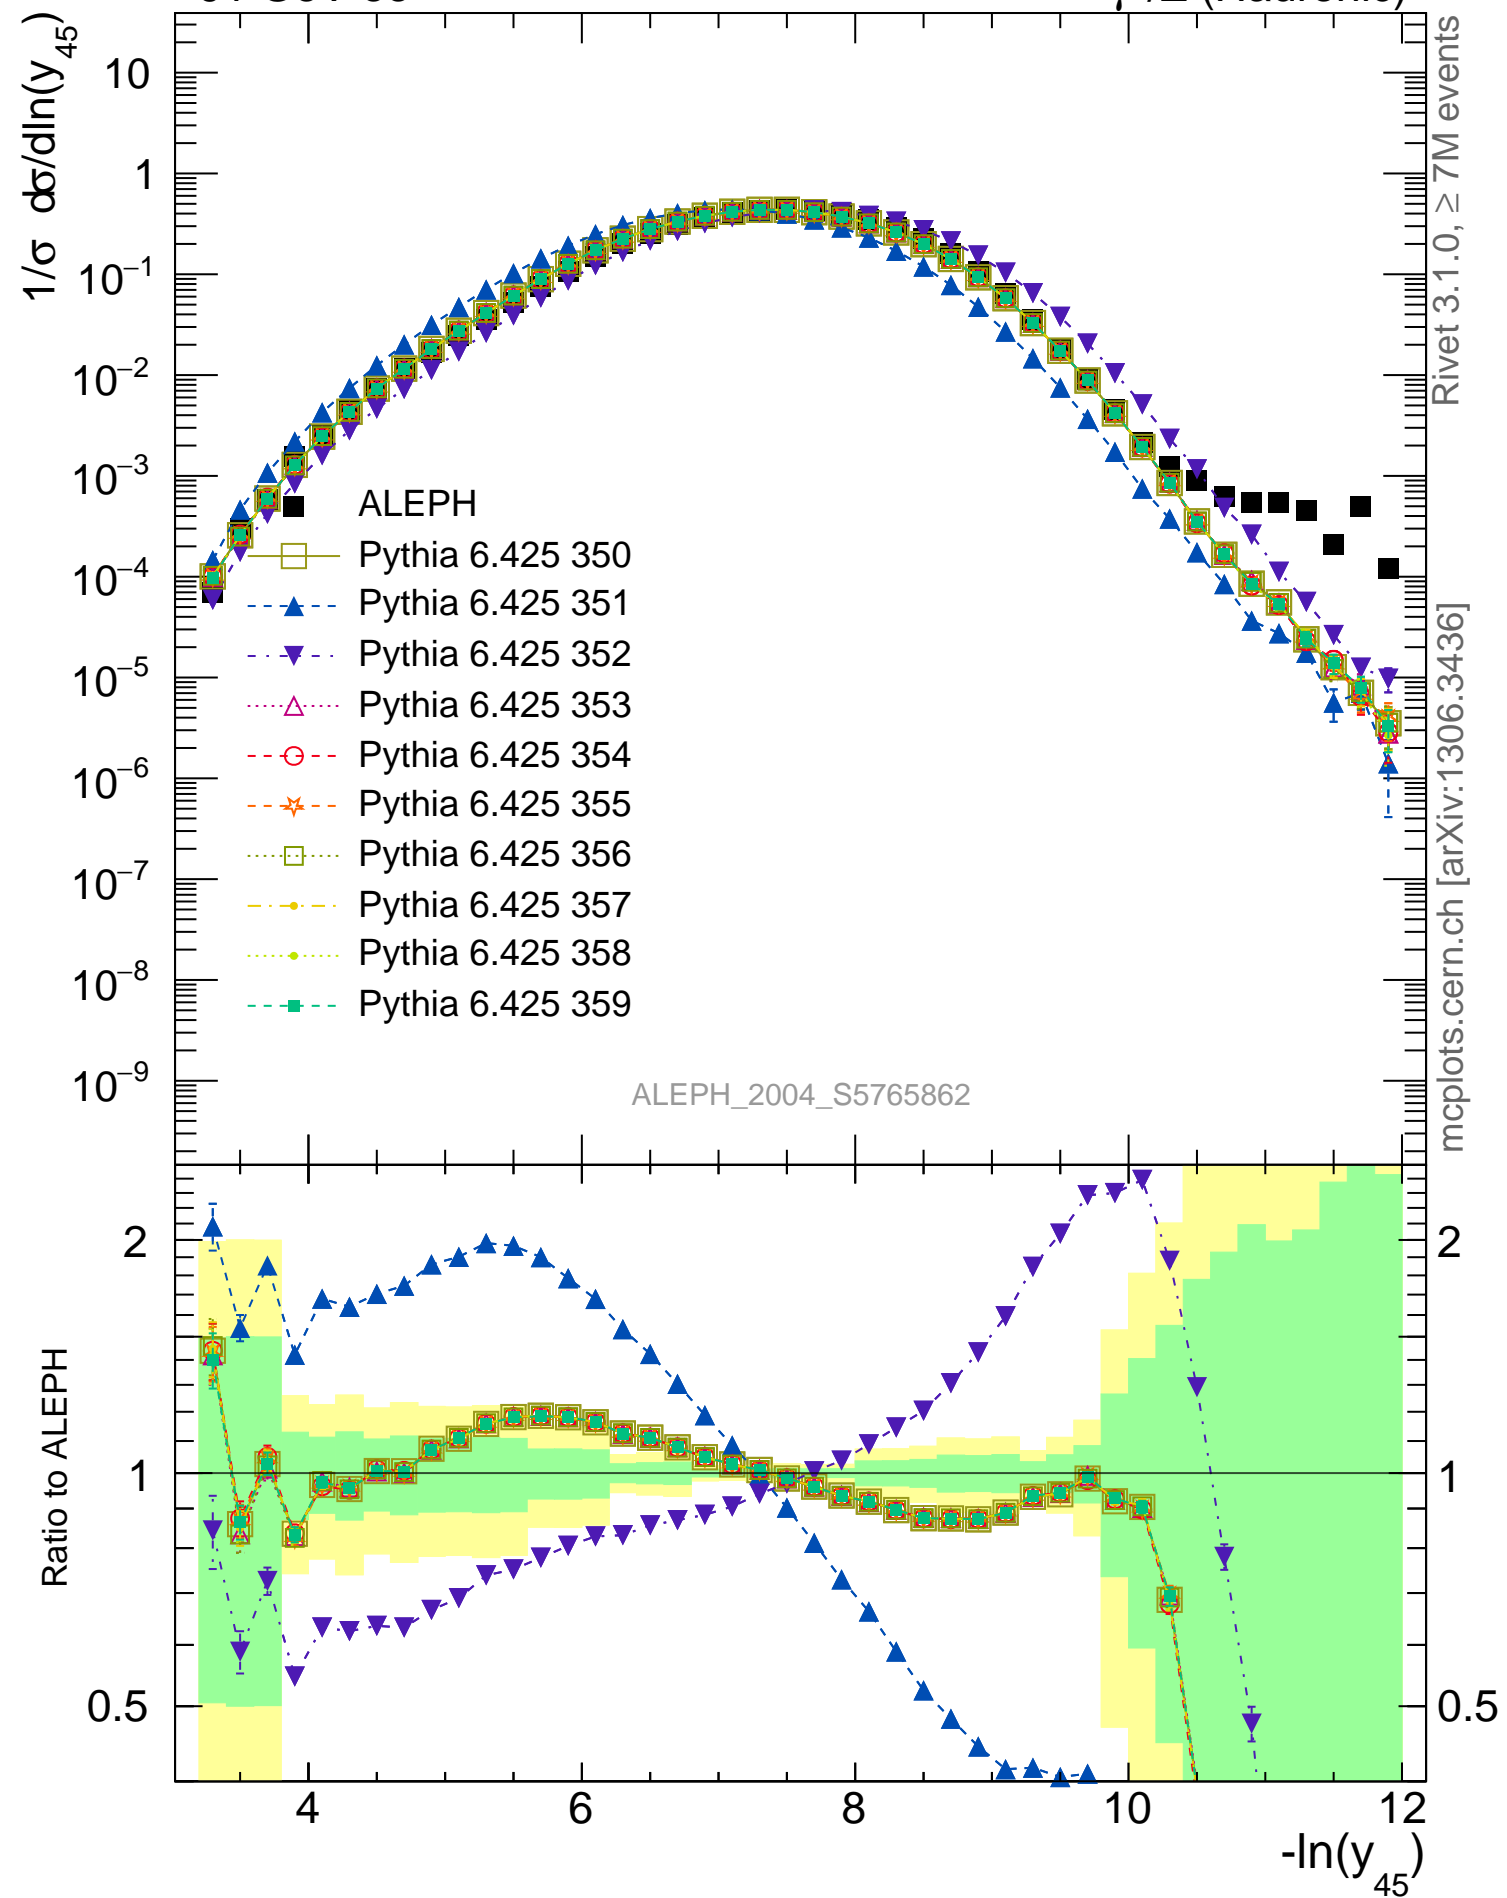 1/σ dσ/dln(y45)
10
1
10−1
10−2
10−3
10−4
10−5
10−6
10−7
10−8
10−9
ALEPH
Pythia 6.425 350
Pythia 6.425 351
Pythia 6.425 352
Pythia 6.425 353
Pythia 6.425 354
Pythia 6.425 355
Pythia 6.425 356
Pythia 6.425 357
Pythia 6.425 358
Pythia 6.425 359
ALEPH_2004_S5765862
Rivet 3.1.0, ≥ 7M events
mcplots.cern.ch [arXiv:1306.3436]
Ratio to ALEPH
2
1
0.5
2
1
0.5
4 6 8 10 12
-ln(y45)